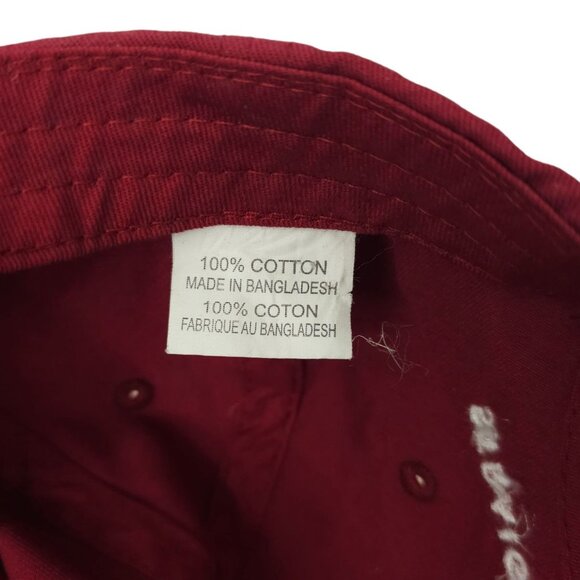 100% COTTON
MADE IN BANGLADESH
100% COTON
FABRIQUE AU BANGLADESH